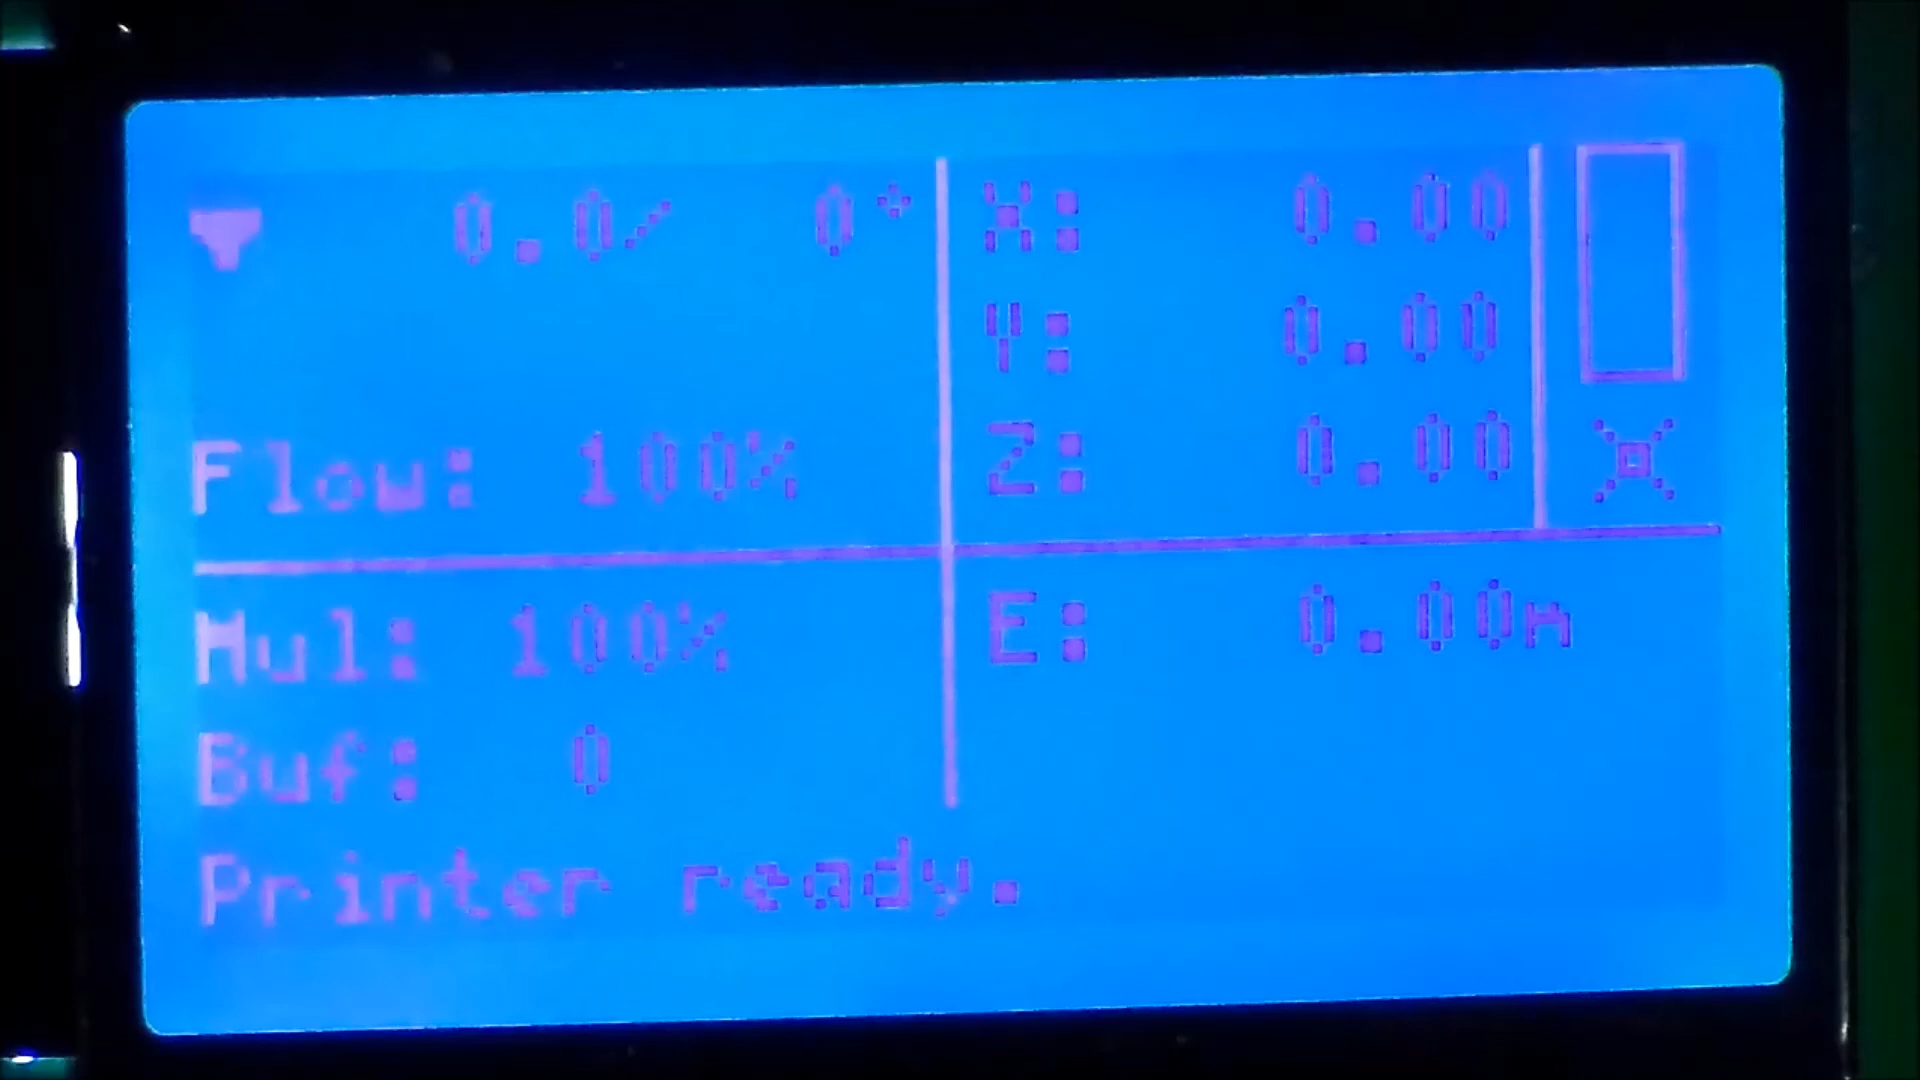 0.0/ 0° X: 0.00
Y: 0.00
Flow: 100% Z: 0.00
Mul: 100% E: 0.00m
Buf: 0
Printer ready.